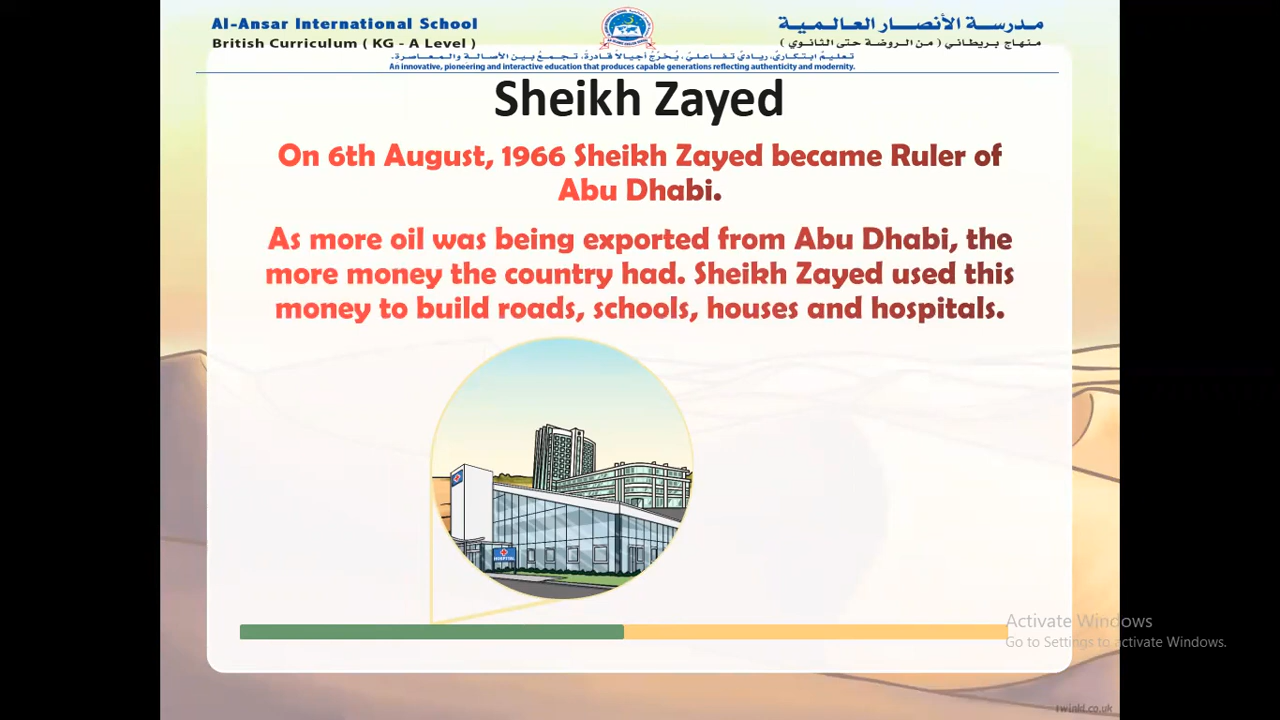 Al-Ansar International School
مدرسة الأنصار العالمية
British Curriculum ( KG - A Level )
منهاج بريطاني ( من الروضة حتى الثانوي )
تعليمٌ ابتكاريّ، رياديّ تفاعليّ، يُخرّج أجيالاً قادرة، تجمع بين الأصالة والمعاصرة.
An innovative, pioneering and interactive education that produces capable generations reflecting authenticity and modernity.
Sheikh Zayed
On 6th August, 1966 Sheikh Zayed became Ruler of
Abu Dhabi.
As more oil was being exported from Abu Dhabi, the
more money the country had. Sheikh Zayed used this
money to build roads, schools, houses and hospitals.
HOSPITAL
Activate Windows
Go to Settings to activate Windows.
twinkl.co.uk